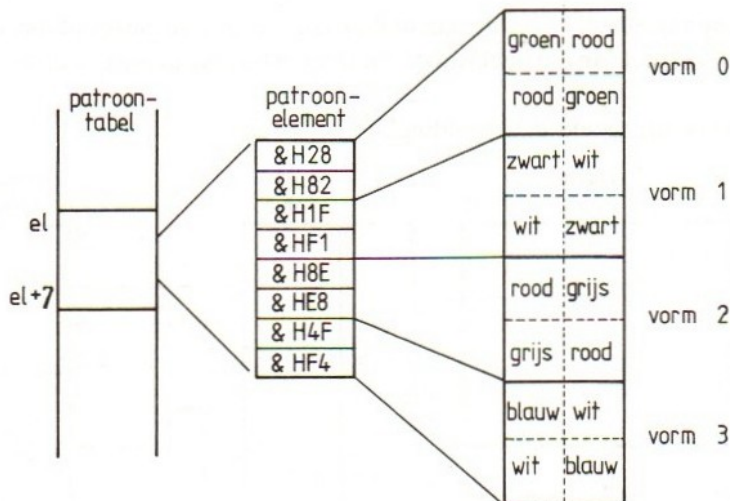 patroon-
tabel
el
el+7
patroon-
element
&H28
&H82
&H1F
&HF1
&H8E
&HE8
&H4F
&HF4
groen rood
rood groen
vorm 0
zwart wit
wit zwart
vorm 1
rood grijs
grijs rood
vorm 2
blauw wit
wit blauw
vorm 3